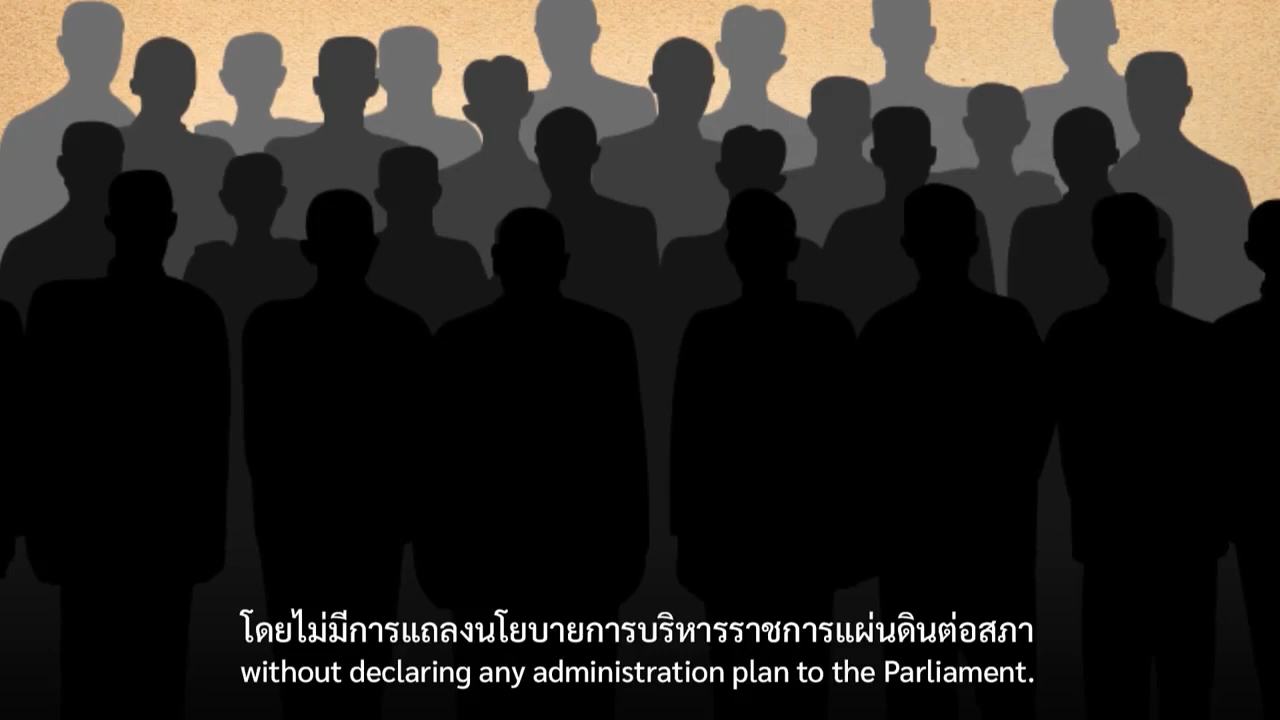 โดยไม่มีการแถลงนโยบายการบริหารราชการแผ่นดินต่อสภา
without declaring any administration plan to the Parliament.